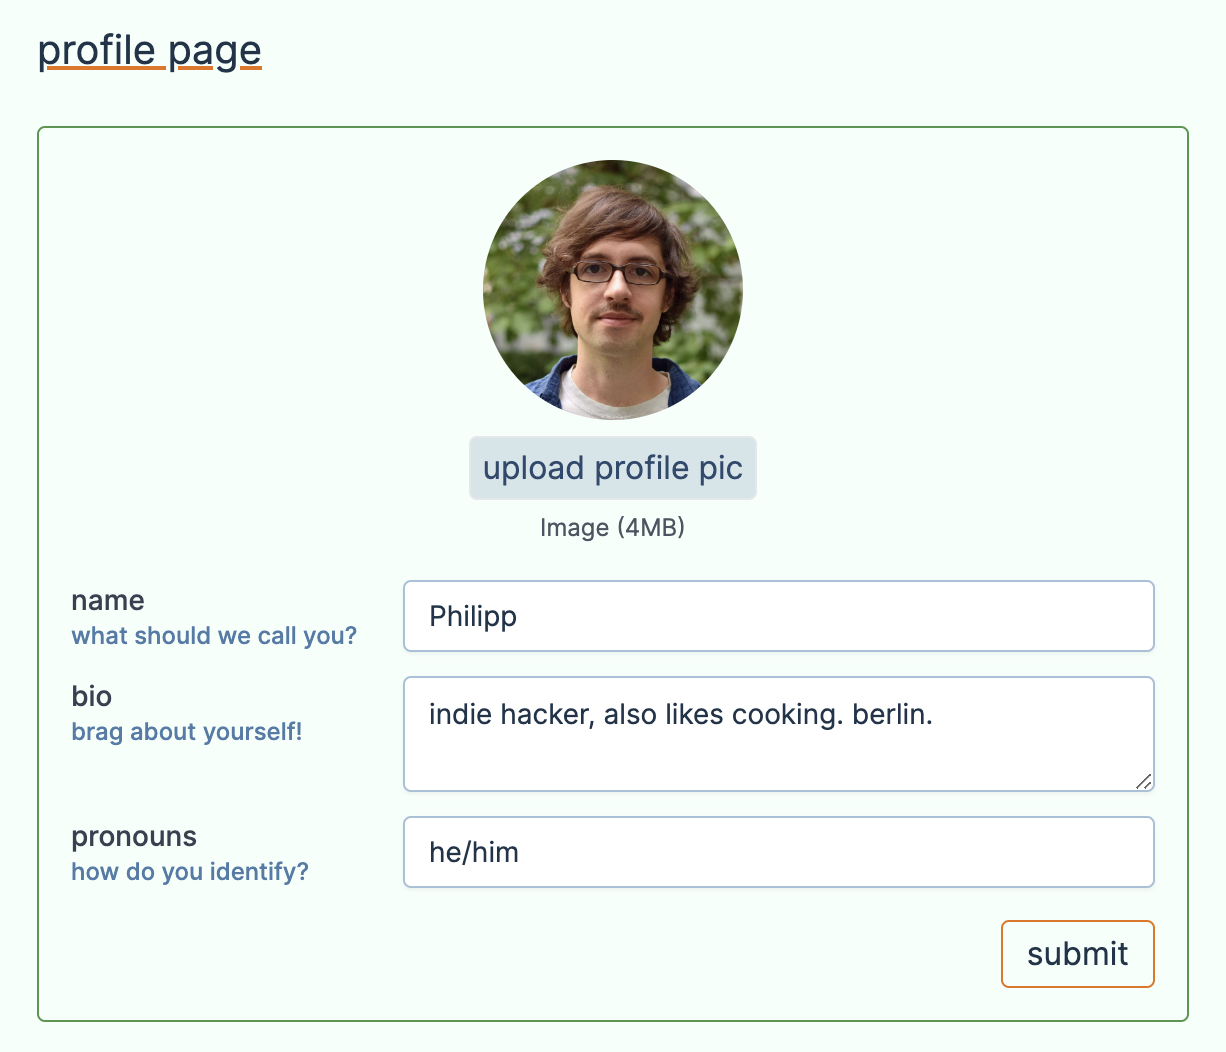 profile page
upload profile pic
Image (4MB)
name
what should we call you?
Philipp
bio
brag about yourself!
indie hacker, also likes cooking. berlin.
pronouns
how do you identify?
he/him
submit